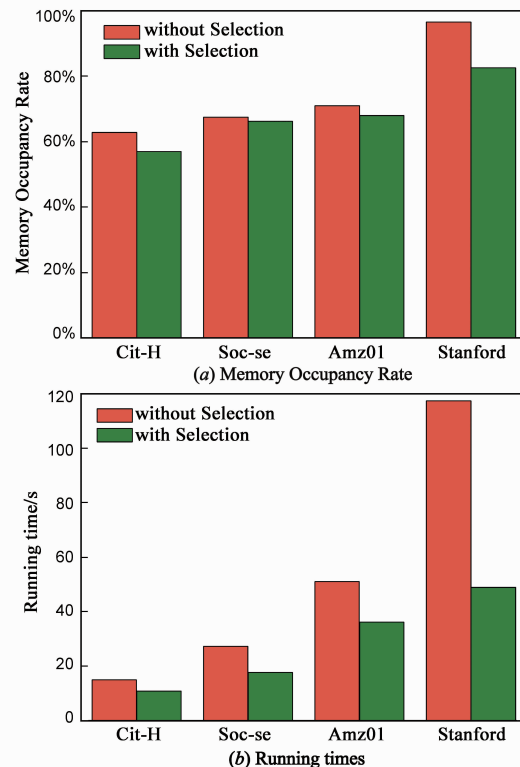 100%
80%
60%
40%
20%
0%
Memory Occupancy Rate
without Selection
with Selection
Cit-H Soc-se Amz01 Stanford
(a) Memory Occupancy Rate
120
100
80
60
40
20
0
Running time/s
without Selection
with Selection
Cit-H Soc-se Amz01 Stanford
(b) Running times